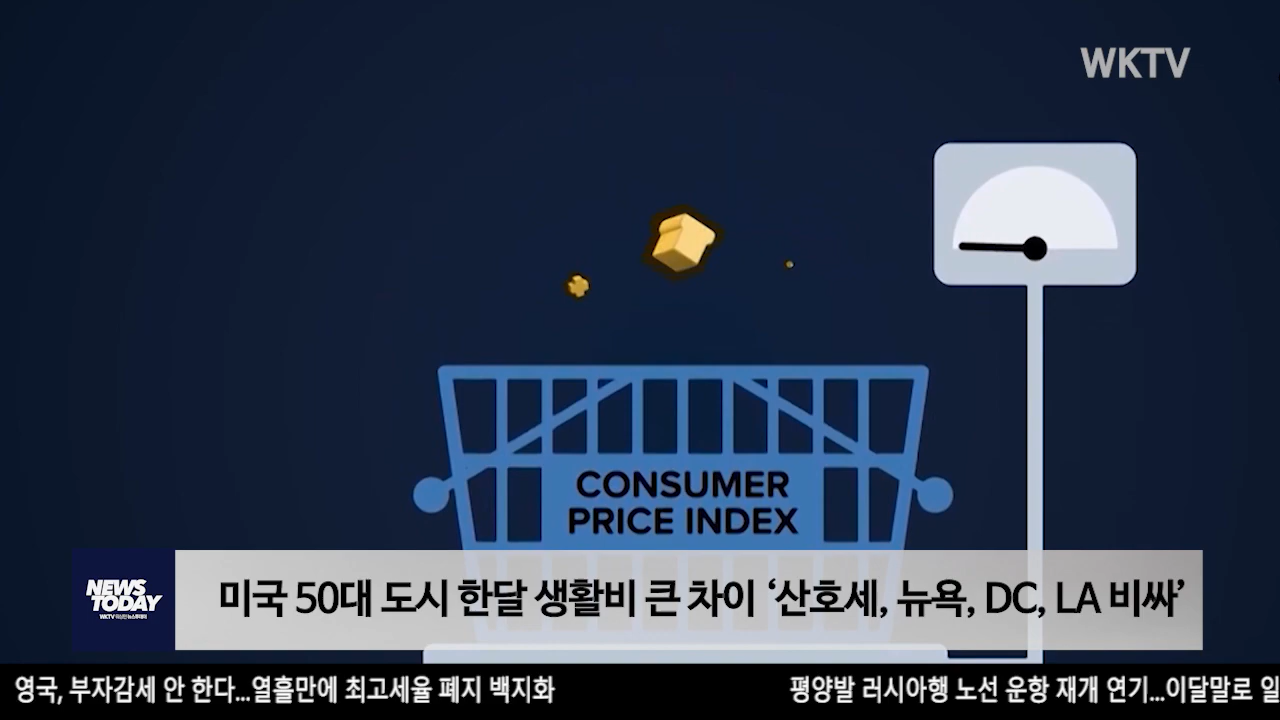 WKTV
CONSUMER
PRICE INDEX
NEWS
TODAY
미국 50대 도시 한달 생활비 큰 차이 ‘산호세, 뉴욕, DC, LA 비싸’
영국, 부자감세 안 한다...열흘만에 최고세율 폐지 백지화
평양발 러시아행 노선 운항 재개 연기...이달말로 일